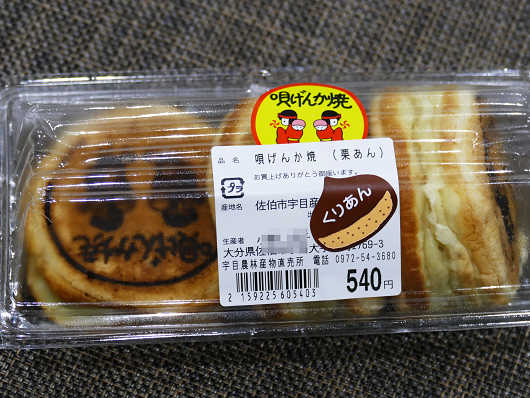 唄げんか焼
品名 唄げんか焼 (栗あん)
お買上げありがとう御座います。
プラ
産地名 佐伯市宇目産
くりあん
生産者
大分県佐
2769-3
宇目農林産物直売所 電話 0972-54-3680
2 159225 605403
540円
唄げんか焼